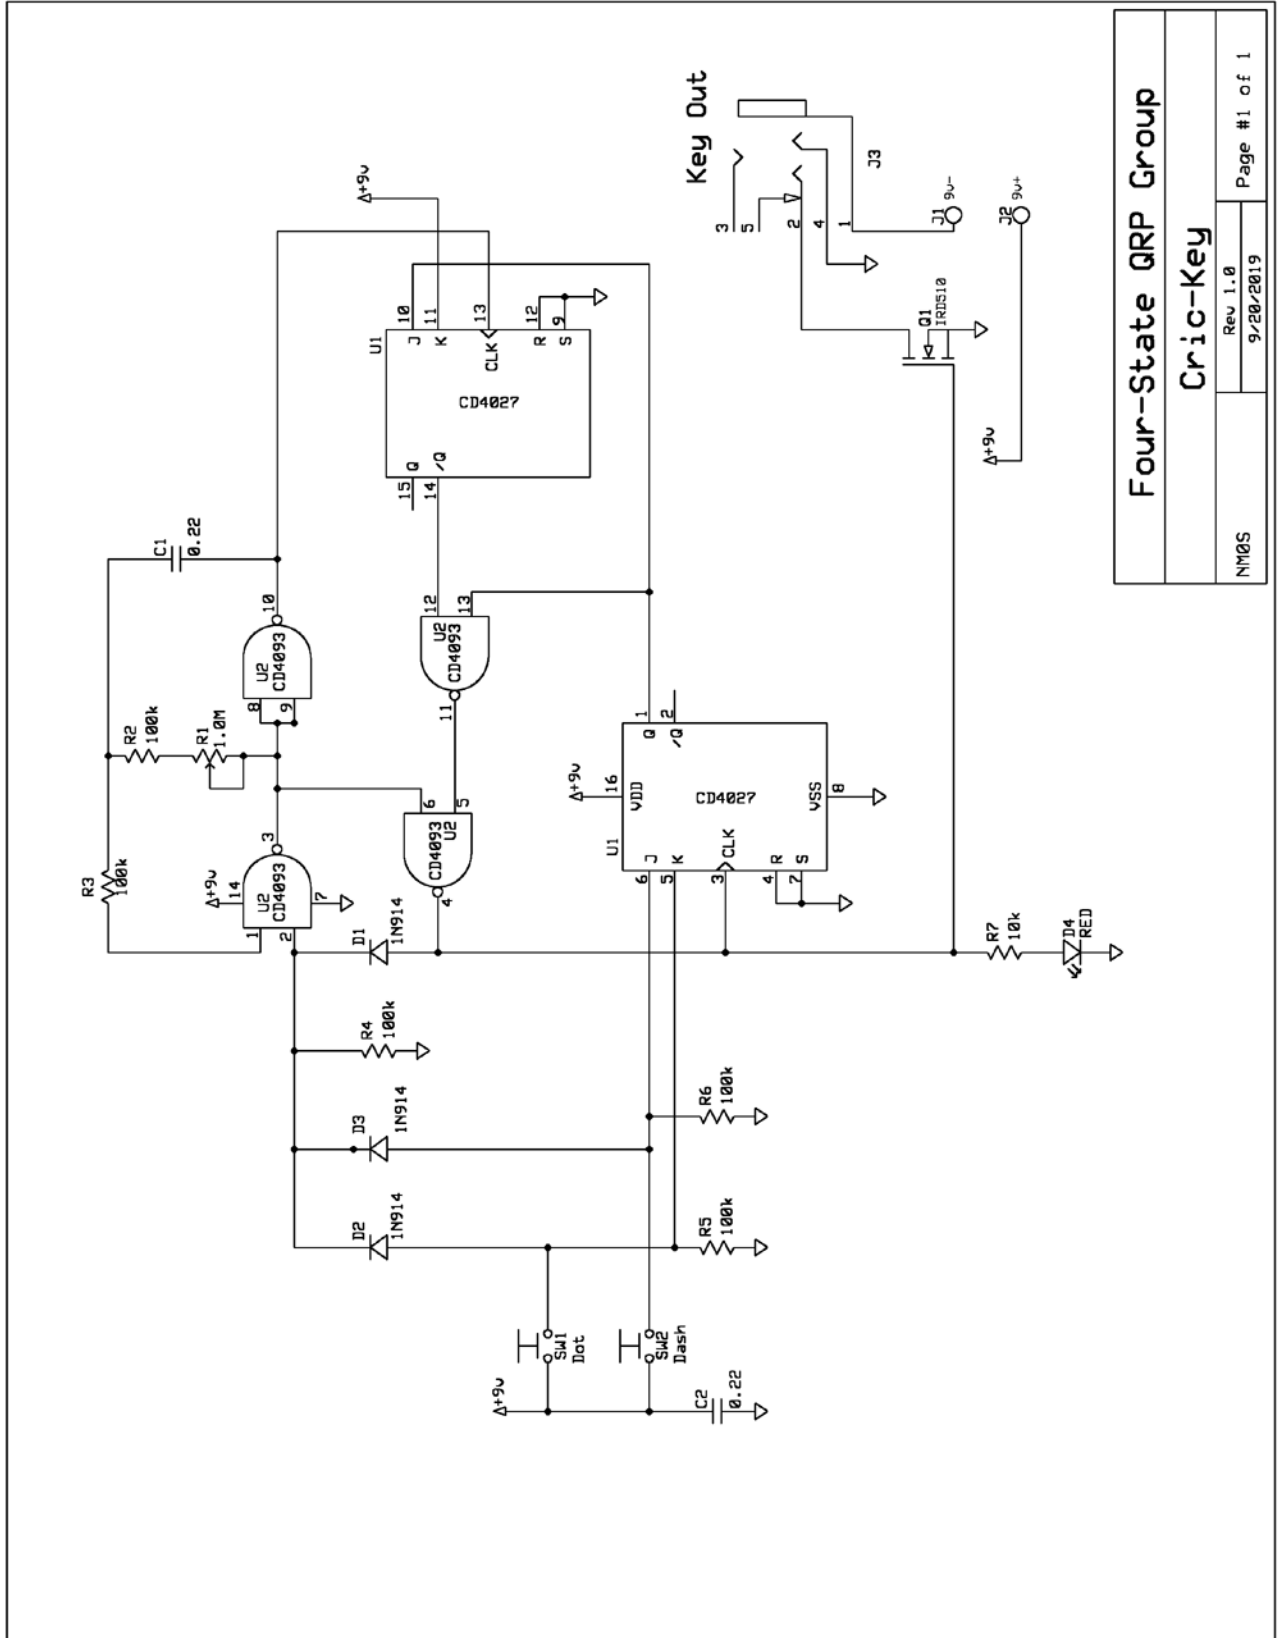 +9v
SW1
Dot
SW2
Dash
C2
0.22
D2
1N914
D3
1N914
R4
100k
D1
1N914
R5
100k
R6
100k
R3
100k
+9v
14
U2
CD4093
1
2
3
7
R2
100k
R1
1.0M
8
9
U2
CD4093
10
C1
0.22
6
5
CD4093
U2
4
11
12
13
U2
CD4093
15
14
Q
/Q
U1
CD4027
J
K
CLK
R
S
10
11
13
12
9
+9v
+9v
16
VDD
U1
CD4027
6
5
3
4
7
J
K
CLK
R
S
Q
/Q
1
2
VSS
8
R7
10k
D4
RED
Q1
IRD510
Key Out
3
5
2
4
1
J3
J1
9v-
J2
9v+
+9v
Four-State QRP Group
Cric-Key
NM0S
Rev 1.0
9/20/2019
Page #1 of 1